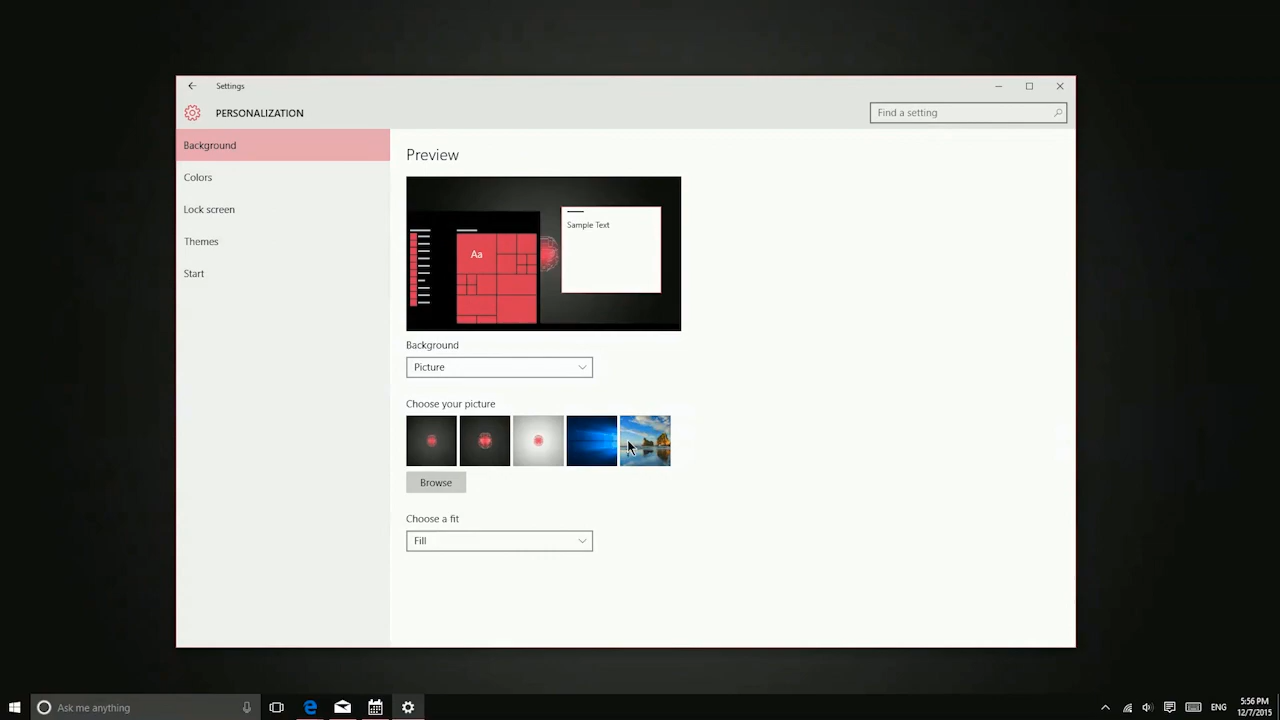 Settings
PERSONALIZATION
Find a setting
Background
Colors
Lock screen
Themes
Start
Preview
Sample Text
Aa
Background
Picture
Choose your picture
Browse
Choose a fit
Fill
Ask me anything
ENG
5:56 PM
12/7/2015